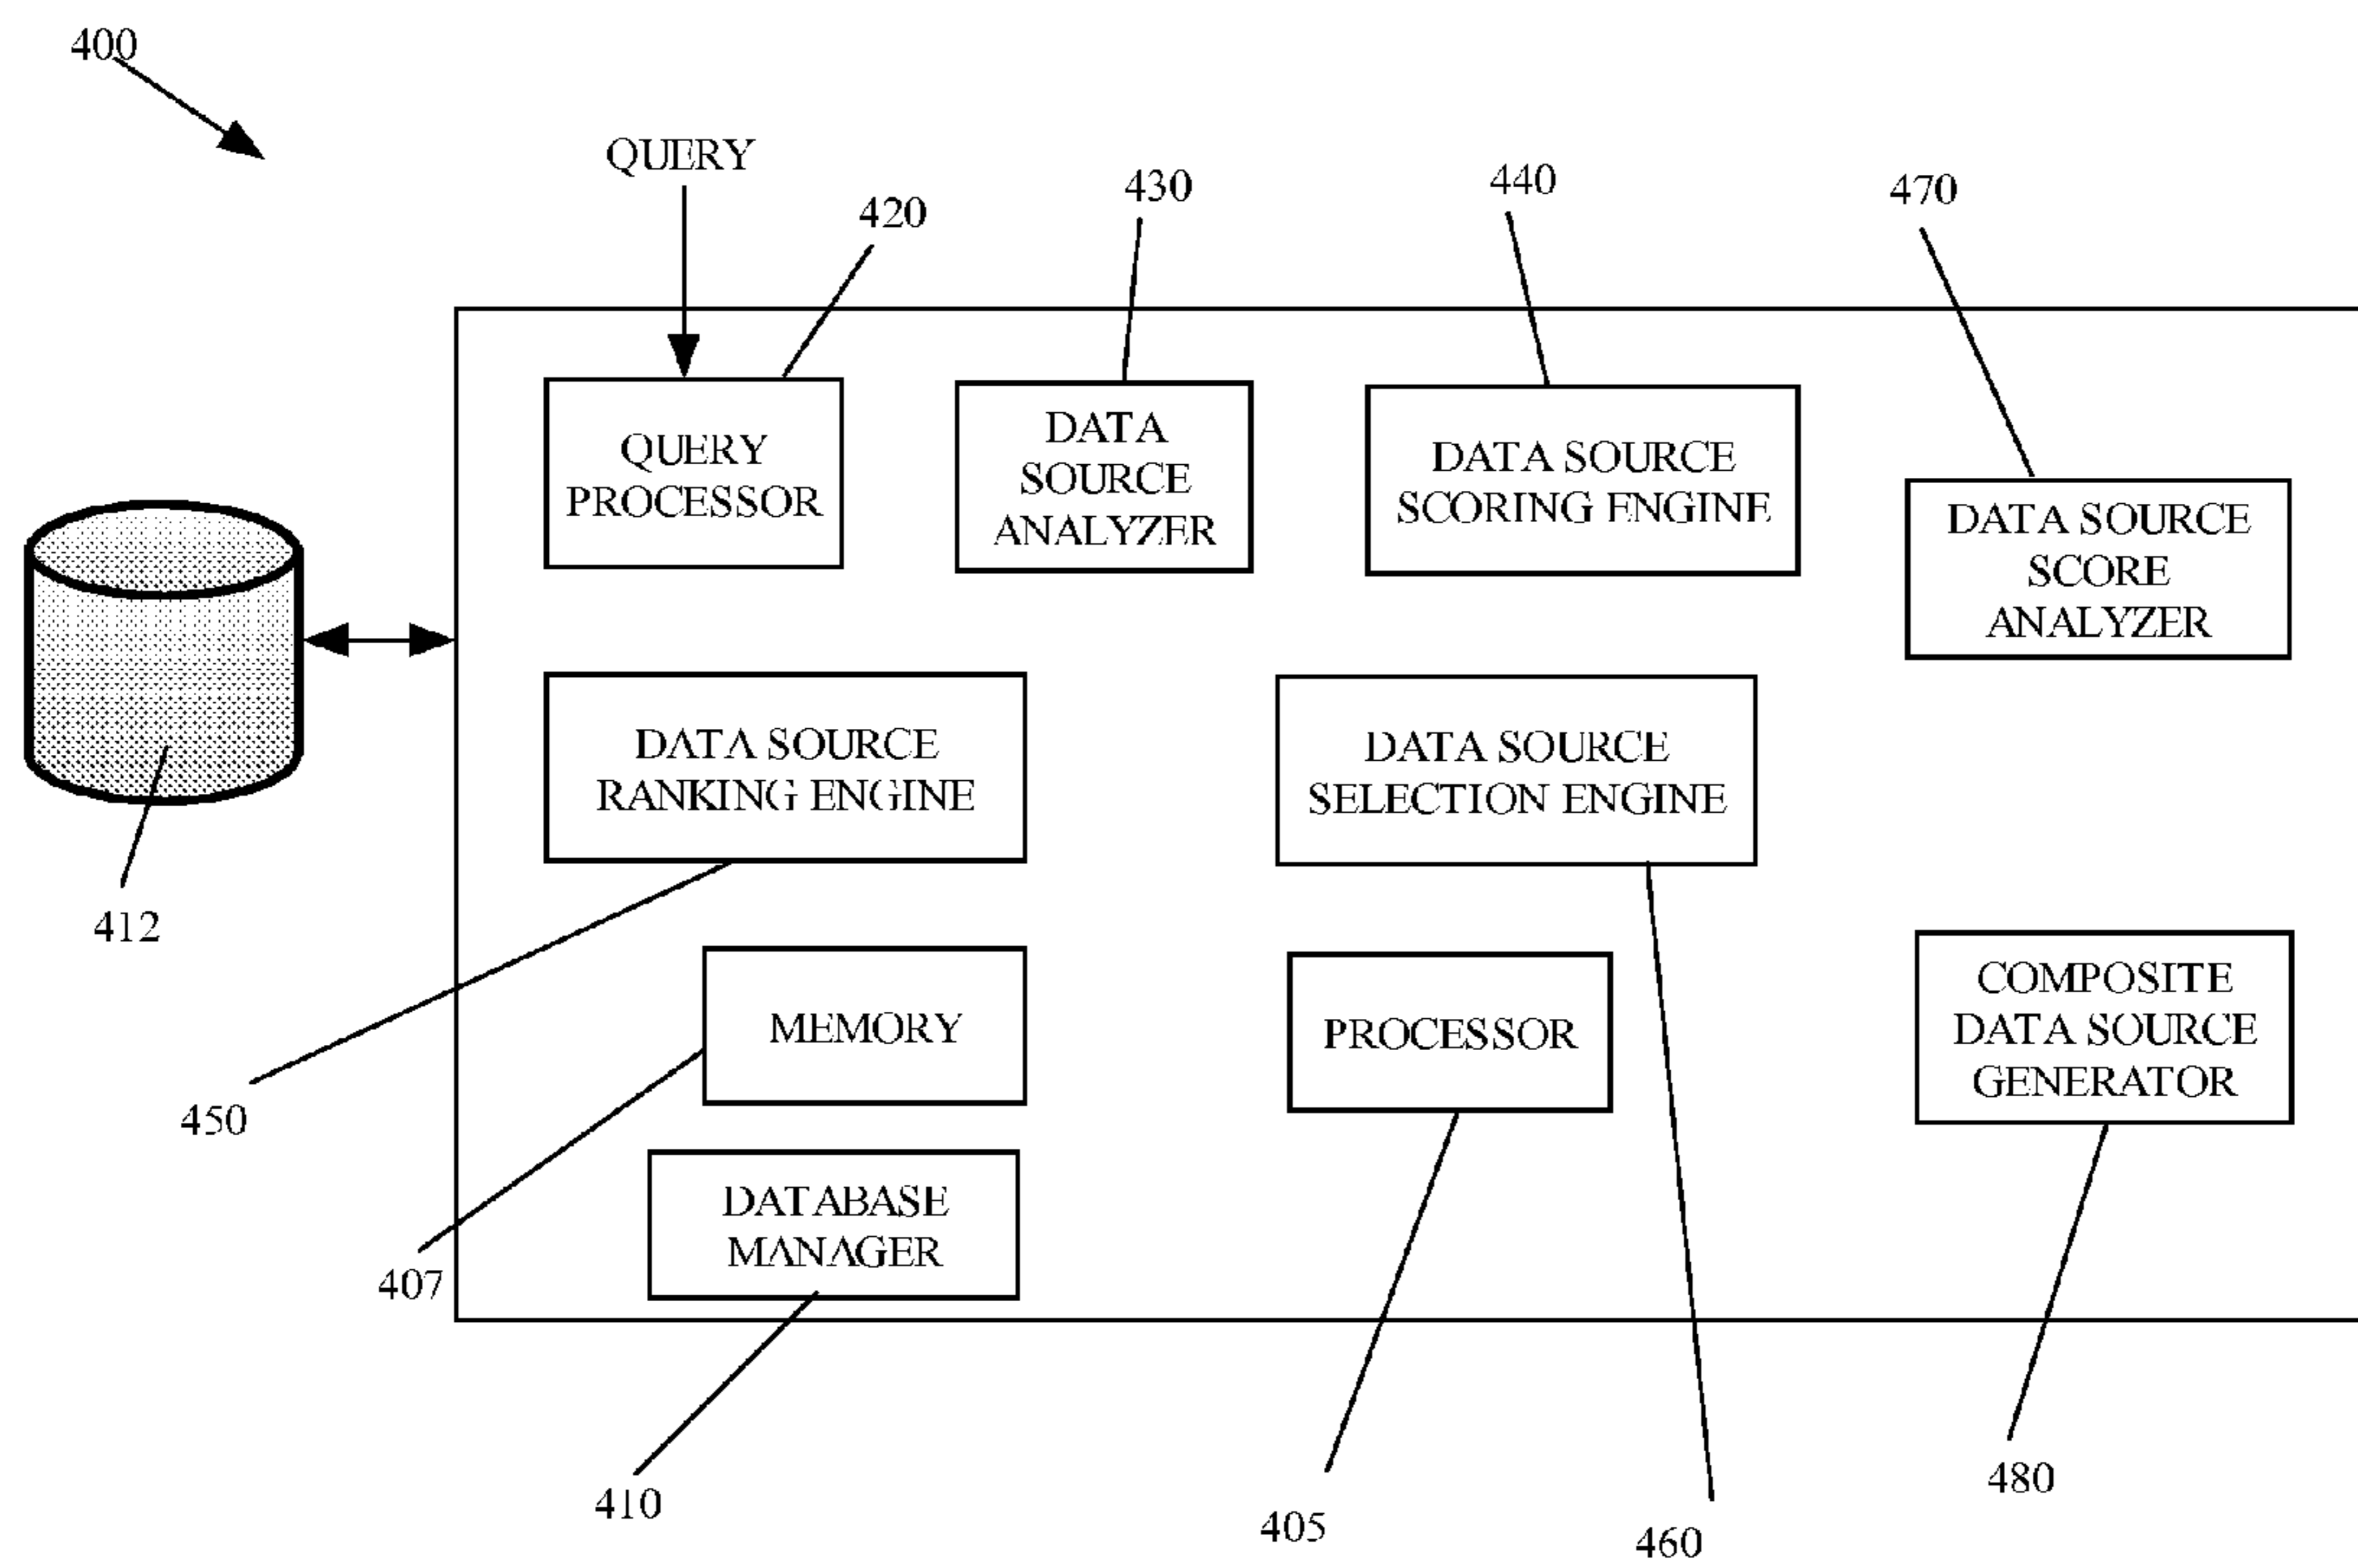 400
QUERY
420
430
440
470
QUERY
PROCESSOR
DATA
SOURCE
ANALYZER
DATA SOURCE
SCORING ENGINE
DATA SOURCE
SCORE
ANALYZER
DATA SOURCE
RANKING ENGINE
DATA SOURCE
SELECTION ENGINE
412
MEMORY
PROCESSOR
COMPOSITE
DATA SOURCE
GENERATOR
450
DATABASE
MANAGER
407
410
405
460
480